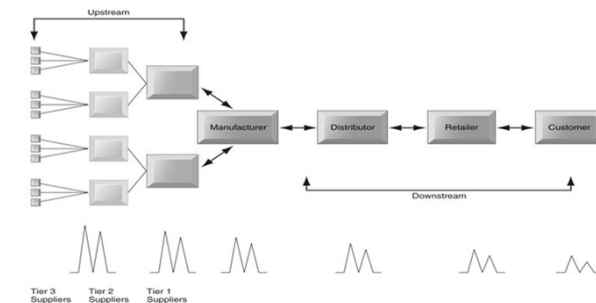 Upstream
Manufacturer
Distributor
Retailer
Customer
Downstream
Tier 3
Suppliers
Tier 2
Suppliers
Tier 1
Suppliers